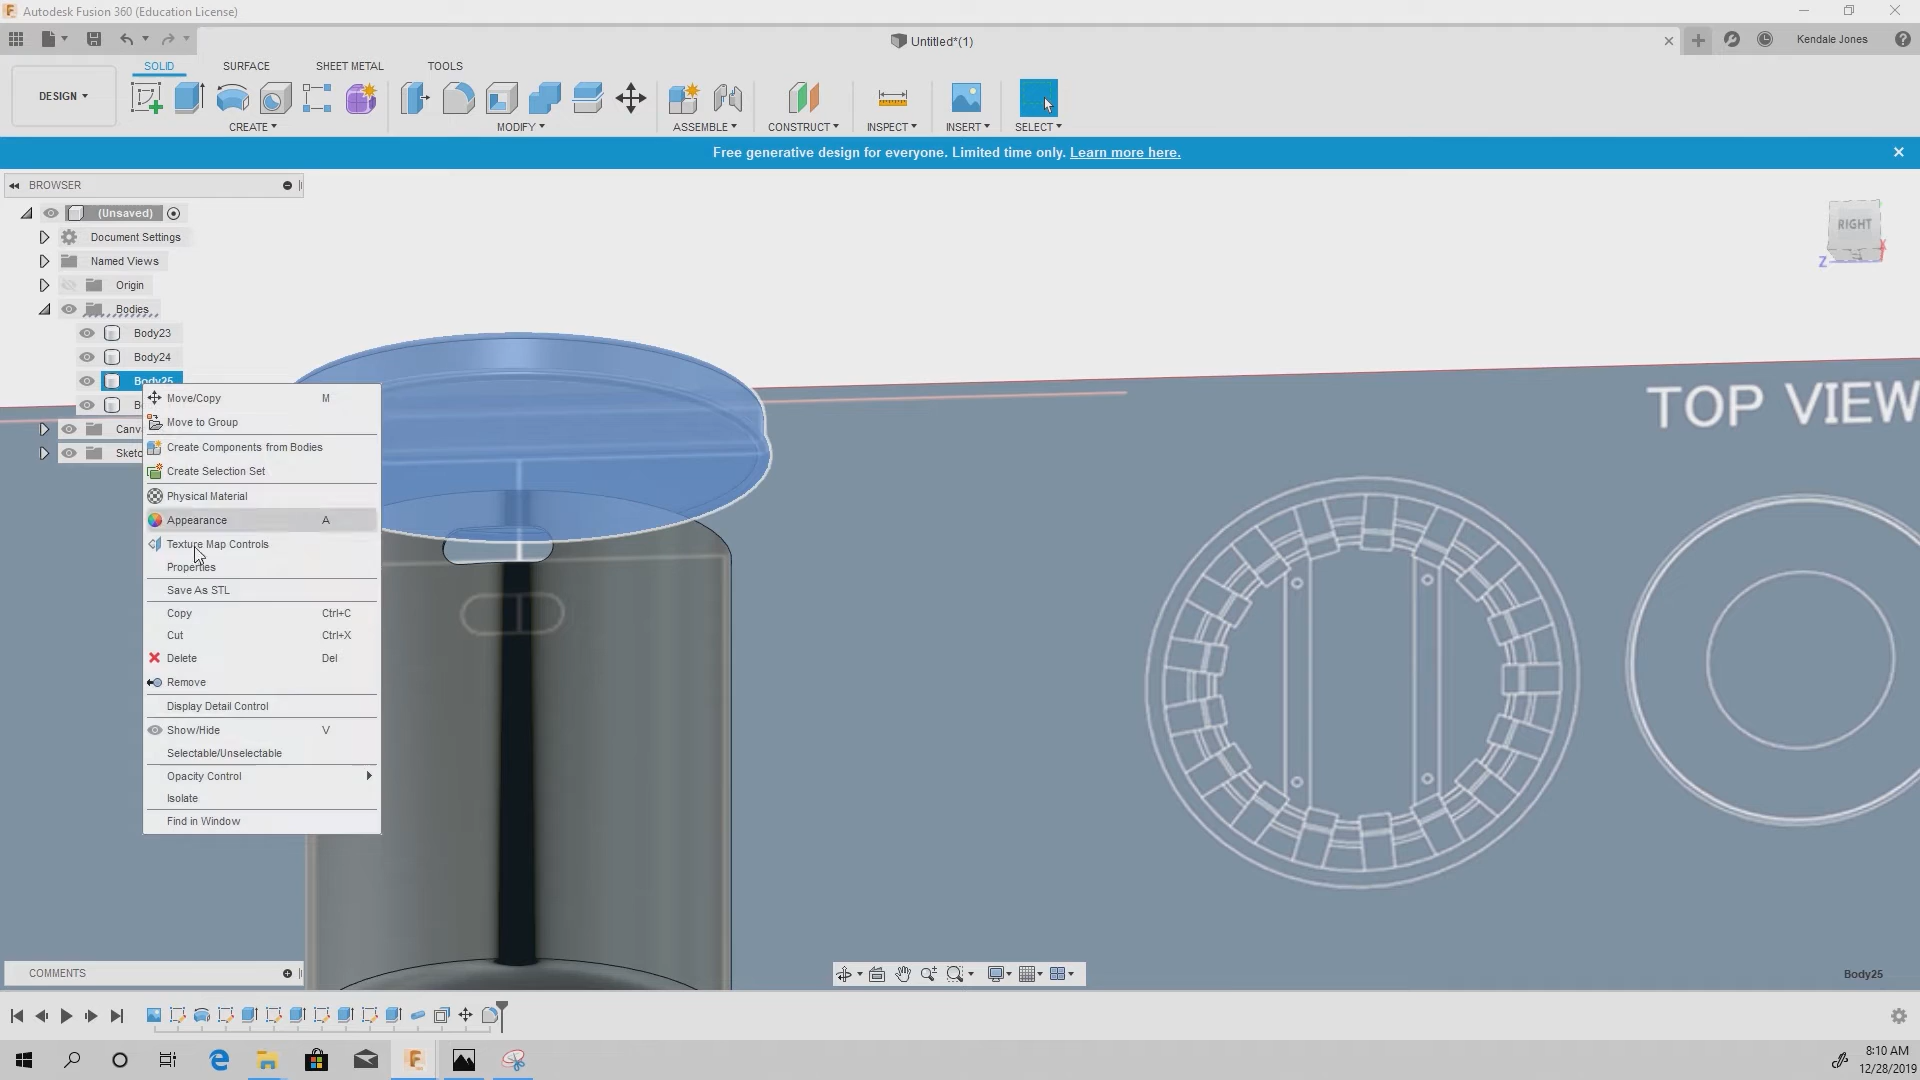 Autodesk Fusion 360 (Education License)
Untitled*(1)
Kendale Jones
DESIGN
SOLID
SURFACE
SHEET METAL
TOOLS
CREATE
MODIFY
ASSEMBLE
CONSTRUCT
INSPECT
INSERT
SELECT
Free generative design for everyone. Limited time only. Learn more here.
BROWSER
(Unsaved)
Document Settings
Named Views
Origin
Bodies
Body23
Body24
Body25
B
Canv
Sketc
Move/Copy M
Move to Group
Create Components from Bodies
Create Selection Set
Physical Material
Appearance A
Texture Map Controls
Properties
Save As STL
Copy Ctrl+C
Cut Ctrl+X
Delete Del
Remove
Display Detail Control
Show/Hide V
Selectable/Unselectable
Opacity Control
Isolate
Find in Window
RIGHT
X
Z
TOP VIEW
COMMENTS
Body25
8:10 AM
12/28/2019